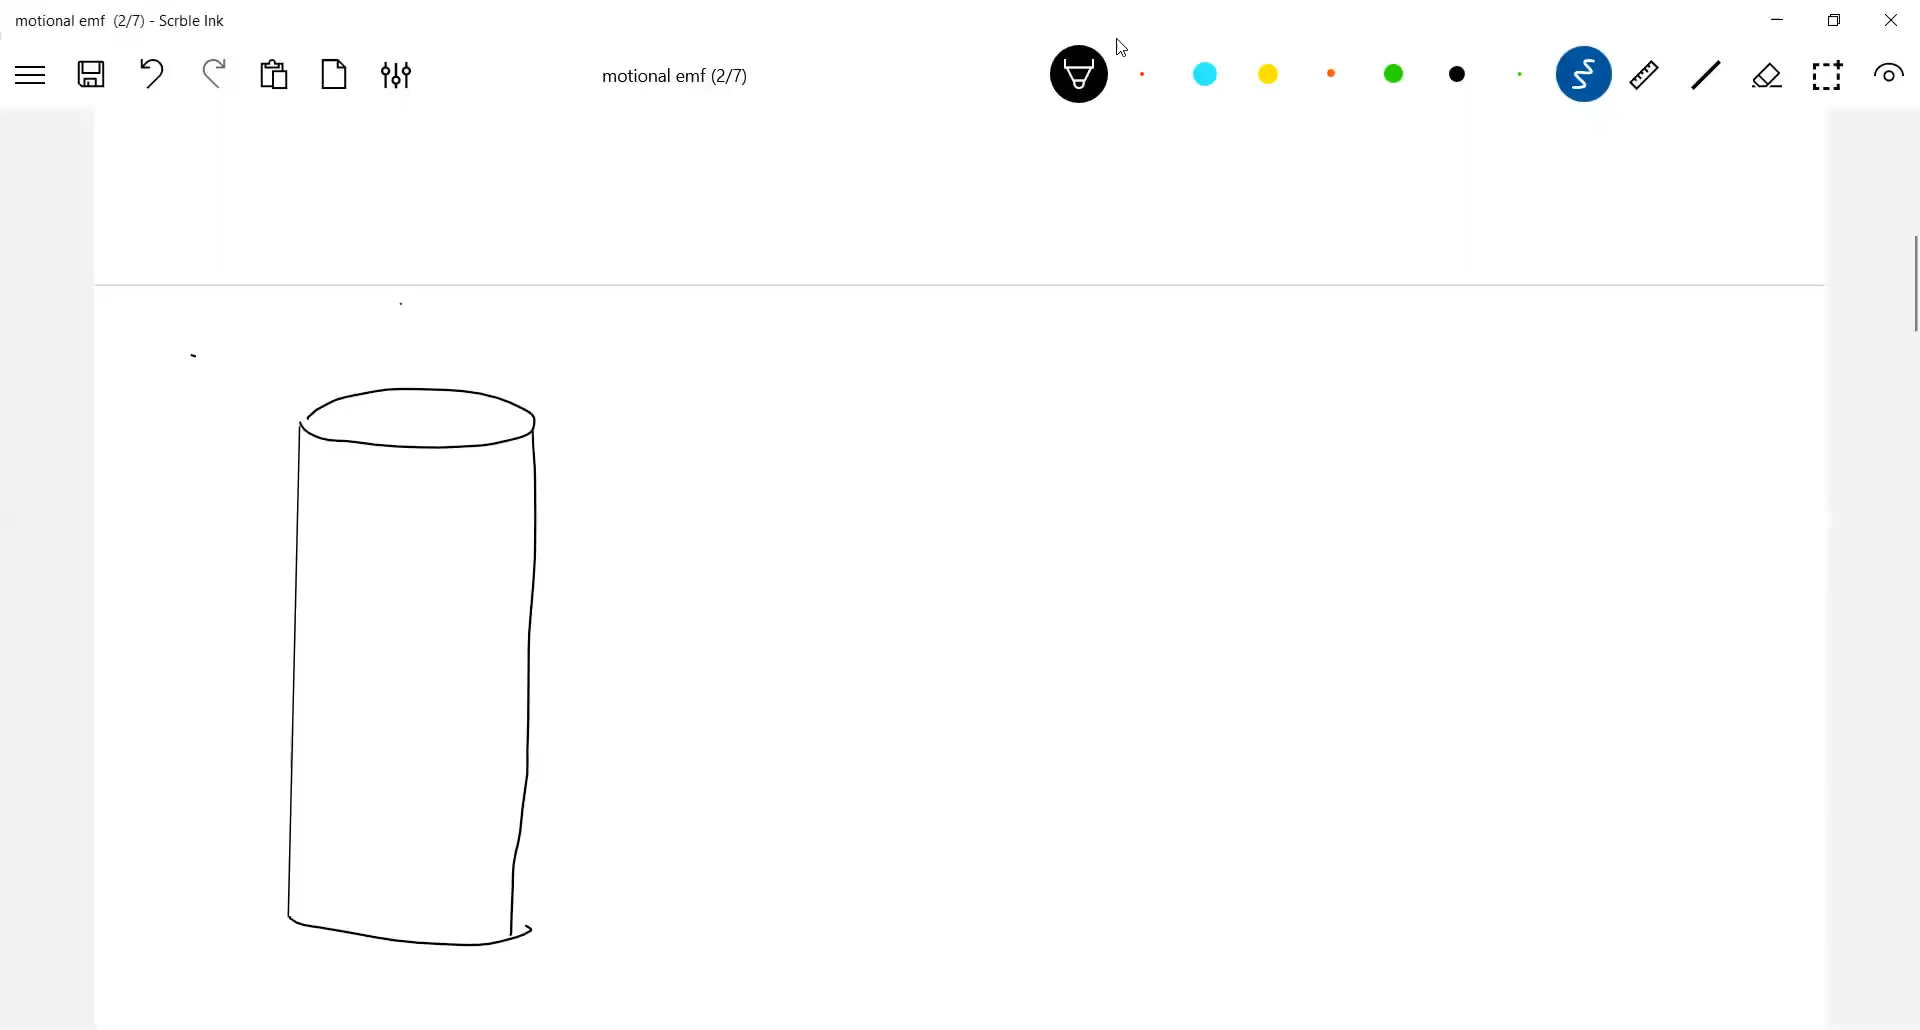 motional emf (2/7) - Scrble Ink
motional emf (2/7)